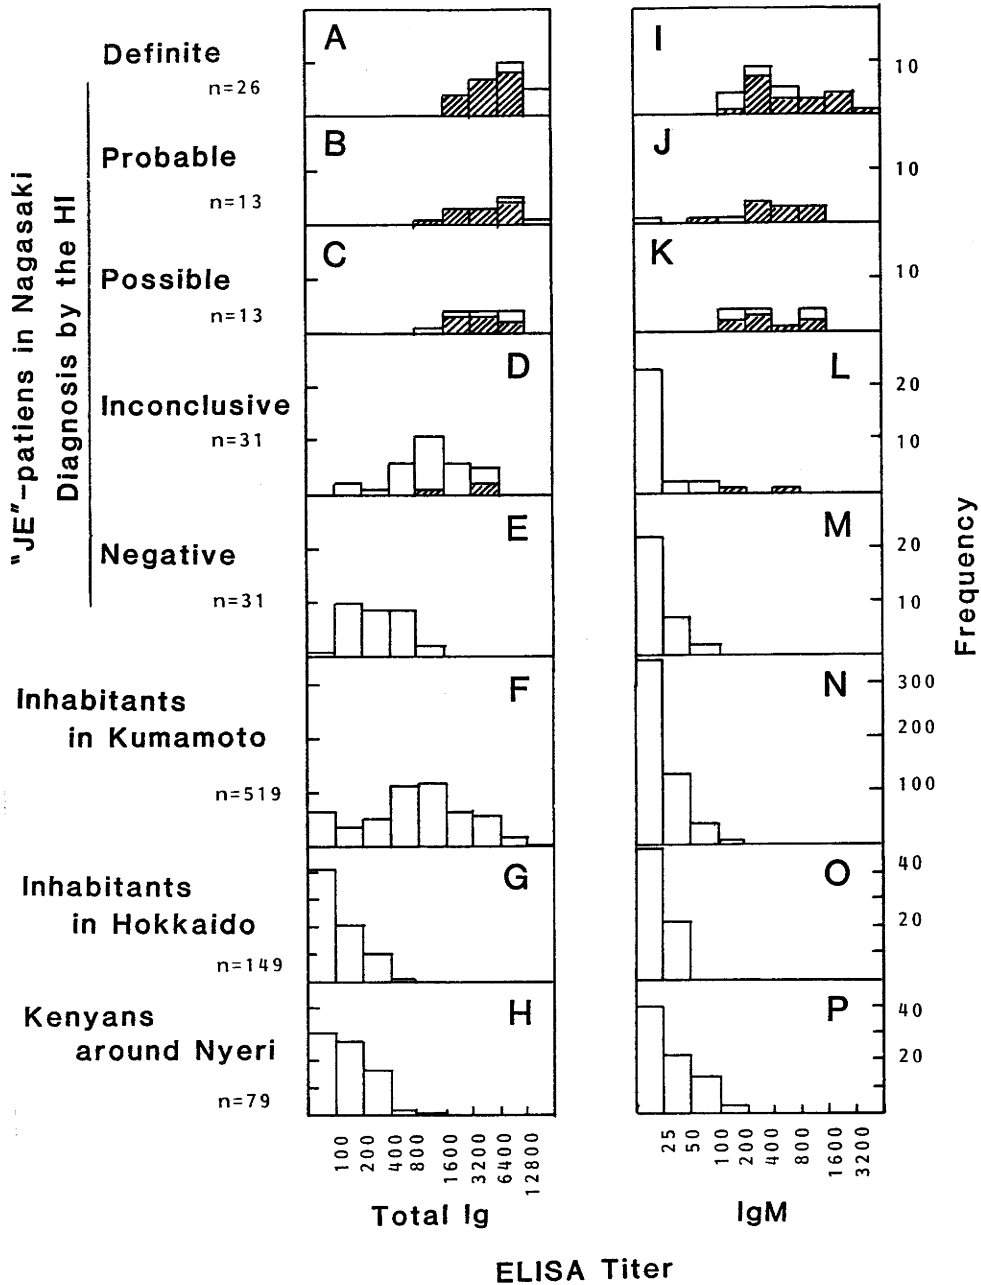 "JE"-patiens in Nagasaki
Diagnosis by the HI
Definite
n=26
Probable
n=13
Possible
n=13
Inconclusive
n=31
Negative
n=31
Inhabitants
in Kumamoto
n=519
Inhabitants
in Hokkaido
n=149
Kenyans
around Nyeri
n=79
A
B
C
D
E
F
G
H
100
200
400
800
1600
3200
6400
12800
Total Ig
I
10
J
10
K
10
L
20
10
M
20
10
N
300
200
100
O
40
20
P
40
20
25
50
100
200
400
800
1600
3200
IgM
Frequency
ELISA Titer